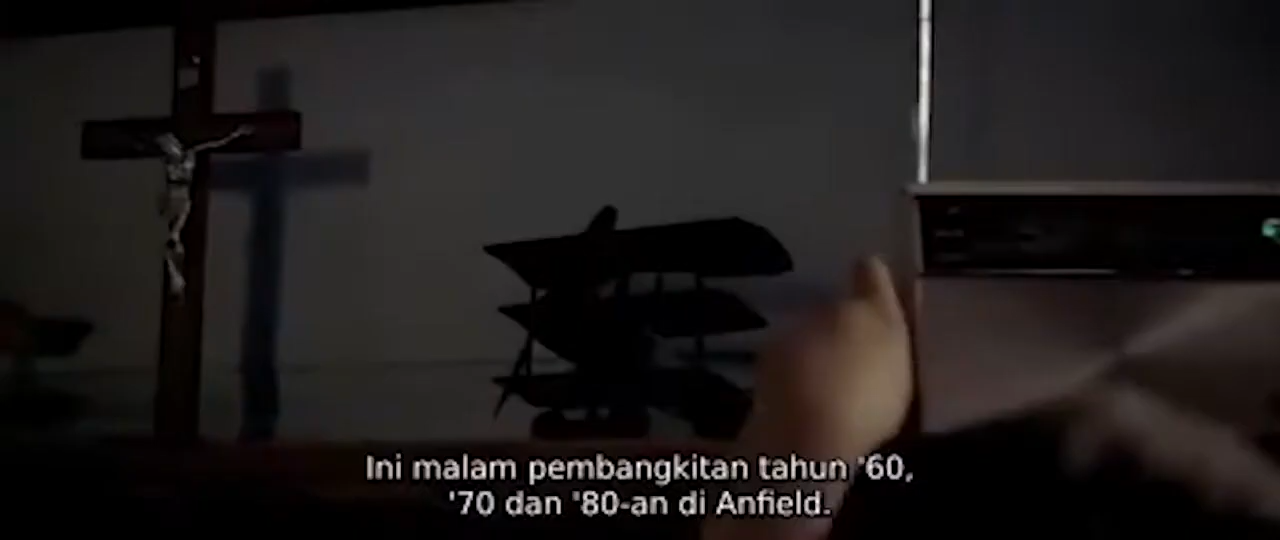 Ini malam pembangkitan tahun '60,
'70 dan '80-an di Anfield.